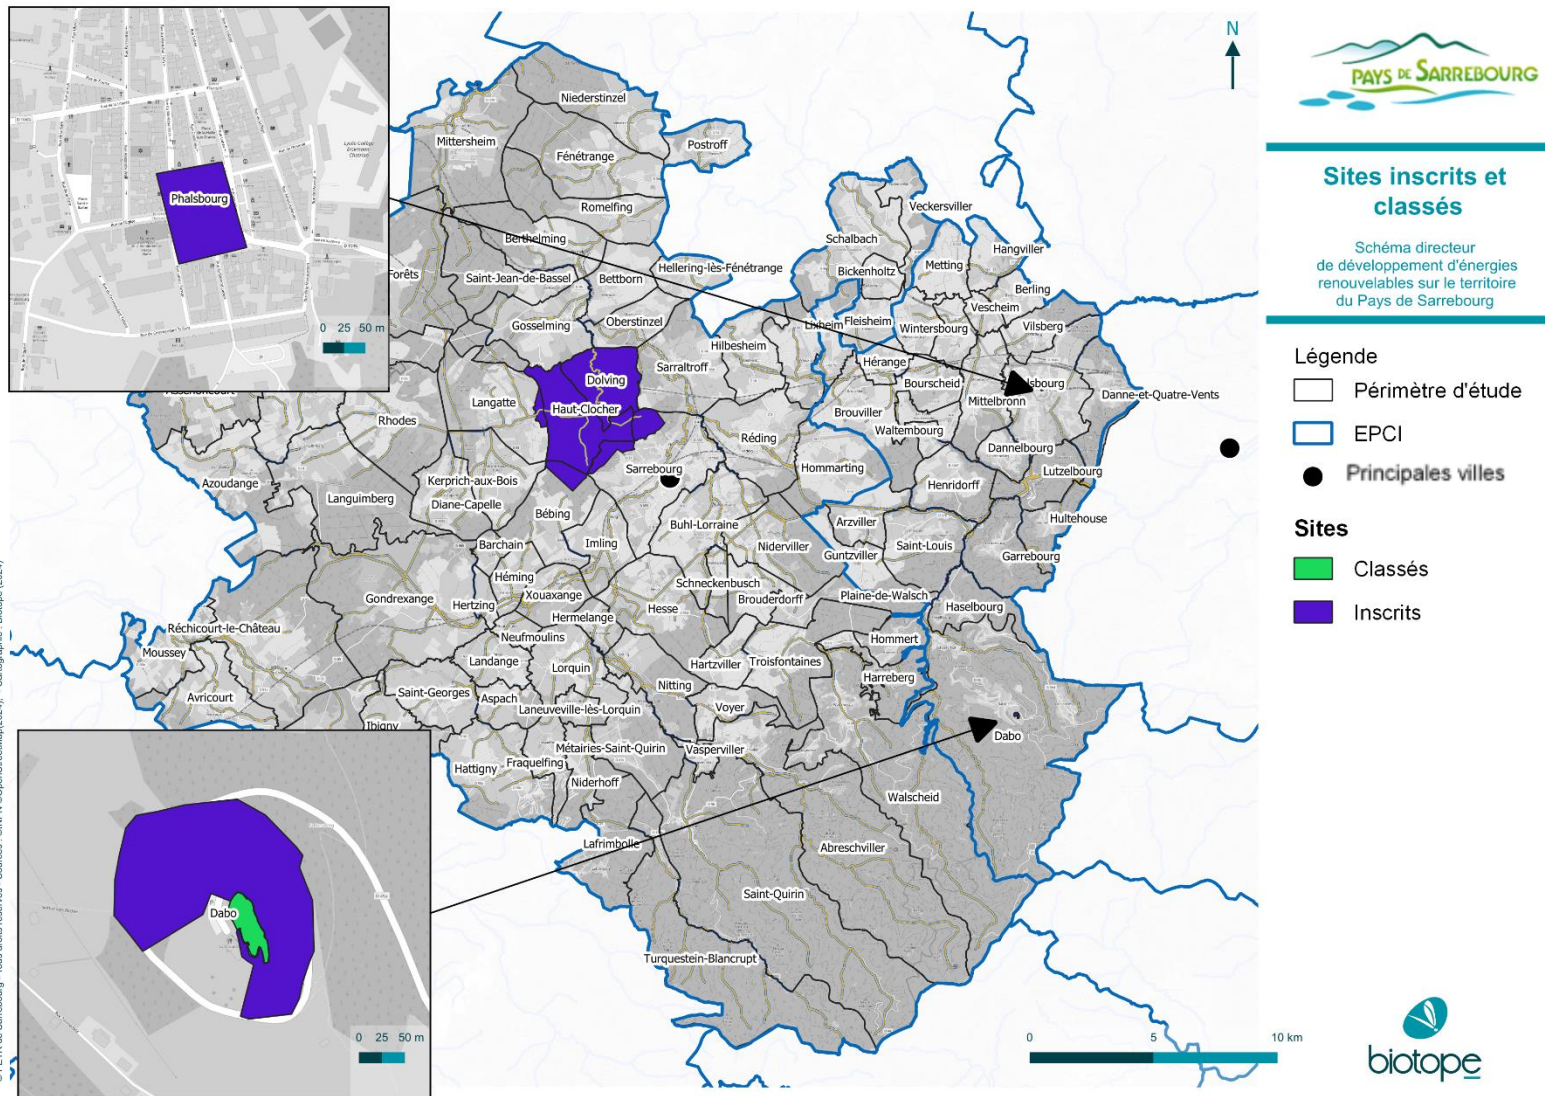 Phalsbourg
0 25 50 m
N
Niederstinzel
Mittersheim
Postroff
Fénétrange
Romelfing
Veckersviller
Berthelming
Schalbach
Hangviller
Forêts
Saint-Jean-de-Bassel
Bettborn
Hellering-lès-Fénétrange
Bickenholtz
Metting
Berling
Gosselming
Oberstinzel
Lixheim
Fleisheim
Wintersbourg
Vescheim
Vilsberg
Hilbesheim
Sarraltroff
Hérange
Dolving
Bourscheid
lsbourg
Mittelbronn
Danne-et-Quatre-Vents
Langatte
Haut-Clocher
Brouviller
Rhodes
Waltembourg
Réding
Dannelbourg
Hommarting
Lutzelbourg
Sarrebourg
Azoudange
Kerprich-aux-Bois
Henridorff
Languimberg
Diane-Capelle
Bébing
Buhl-Lorraine
Arzviller
Hultehouse
Barchain
Imling
Niderviller
Guntzviller
Saint-Louis
Garrebourg
Héming
Schneckenbusch
Gondrexange
Xouaxange
Plaine-de-Walsch
Hertzing
Hesse
Brouderdorff
Haselbourg
Hermelange
Réchicourt-le-Château
Neufmoulins
Hommert
Moussey
Landange
Lorquin
Hartzviller
Troisfontaines
Harreberg
Avricourt
Saint-Georges
Aspach
Nitting
Laneuveville-lès-Lorquin
Voyer
Ibigny
Dabo
Métairies-Saint-Quirin
Vasperviller
Hattigny
Fraquelfing
Niderhoff
Walscheid
Lafrimbolle
Abreschviller
Saint-Quirin
Turquestein-Blancrupt
Dabo
0 25 50 m
0 5 10 km
PAYS DE SARREBOURG
Sites inscrits et
classés
Schéma directeur
de développement d'énergies
renouvelables sur le territoire
du Pays de Sarrebourg
Légende
Périmètre d'étude
EPCI
Principales villes
Sites
Classés
Inscrits
biotope